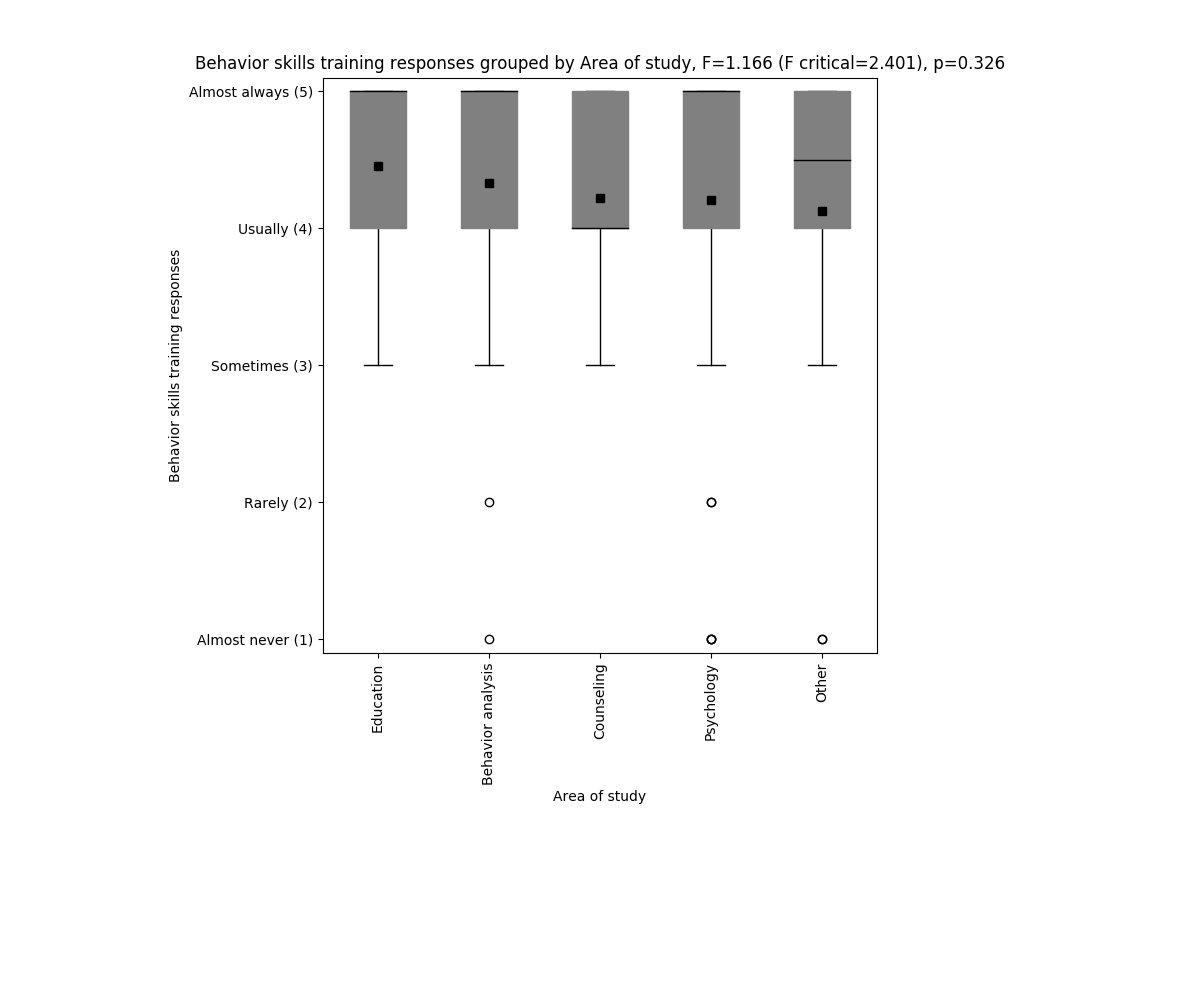 Behavior skills training responses grouped by Area of study, F=1.166 (F critical=2.401), p=0.326
Almost always (5)
Usually (4)
Sometimes (3)
Rarely (2)
Almost never (1)
Behavior skills training responses
Education
Behavior analysis
Counseling
Psychology
Other
Area of study